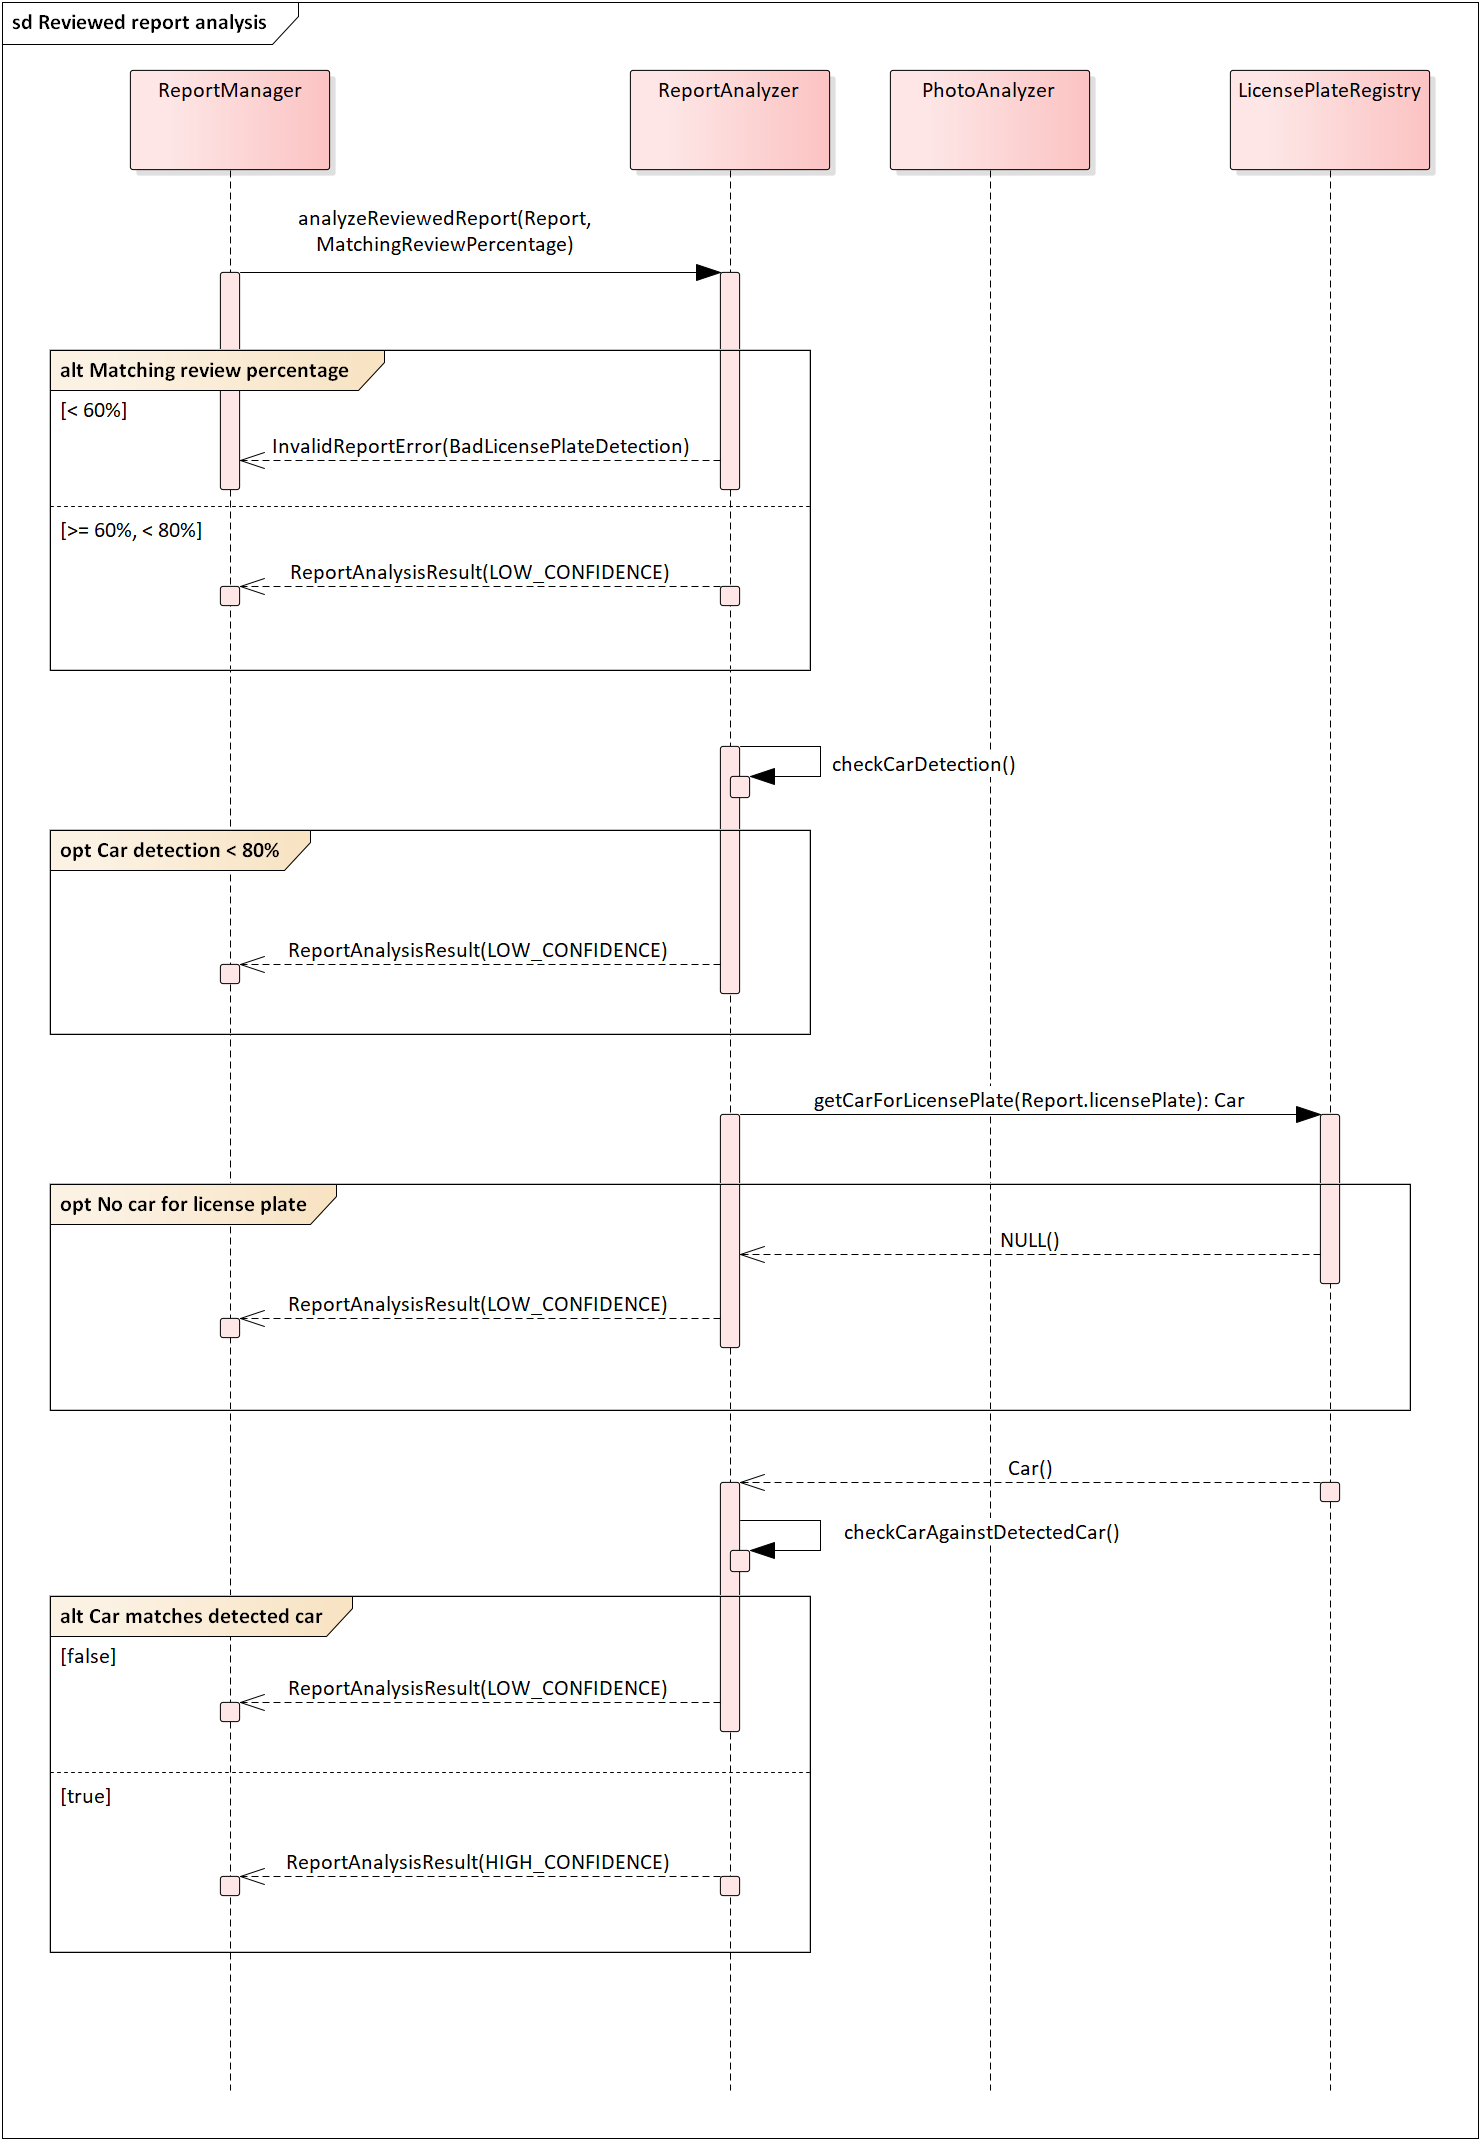 sd Reviewed report analysis
ReportManager
ReportAnalyzer
PhotoAnalyzer
LicensePlateRegistry
analyzeReviewedReport(Report,
MatchingReviewPercentage)
alt Matching review percentage
[< 60%]
InvalidReportError(BadLicensePlateDetection)
[>= 60%, < 80%]
ReportAnalysisResult(LOW_CONFIDENCE)
checkCarDetection()
opt Car detection < 80%
ReportAnalysisResult(LOW_CONFIDENCE)
getCarForLicensePlate(Report.licensePlate): Car
opt No car for license plate
NULL()
ReportAnalysisResult(LOW_CONFIDENCE)
Car()
checkCarAgainstDetectedCar()
alt Car matches detected car
[false]
ReportAnalysisResult(LOW_CONFIDENCE)
[true]
ReportAnalysisResult(HIGH_CONFIDENCE)